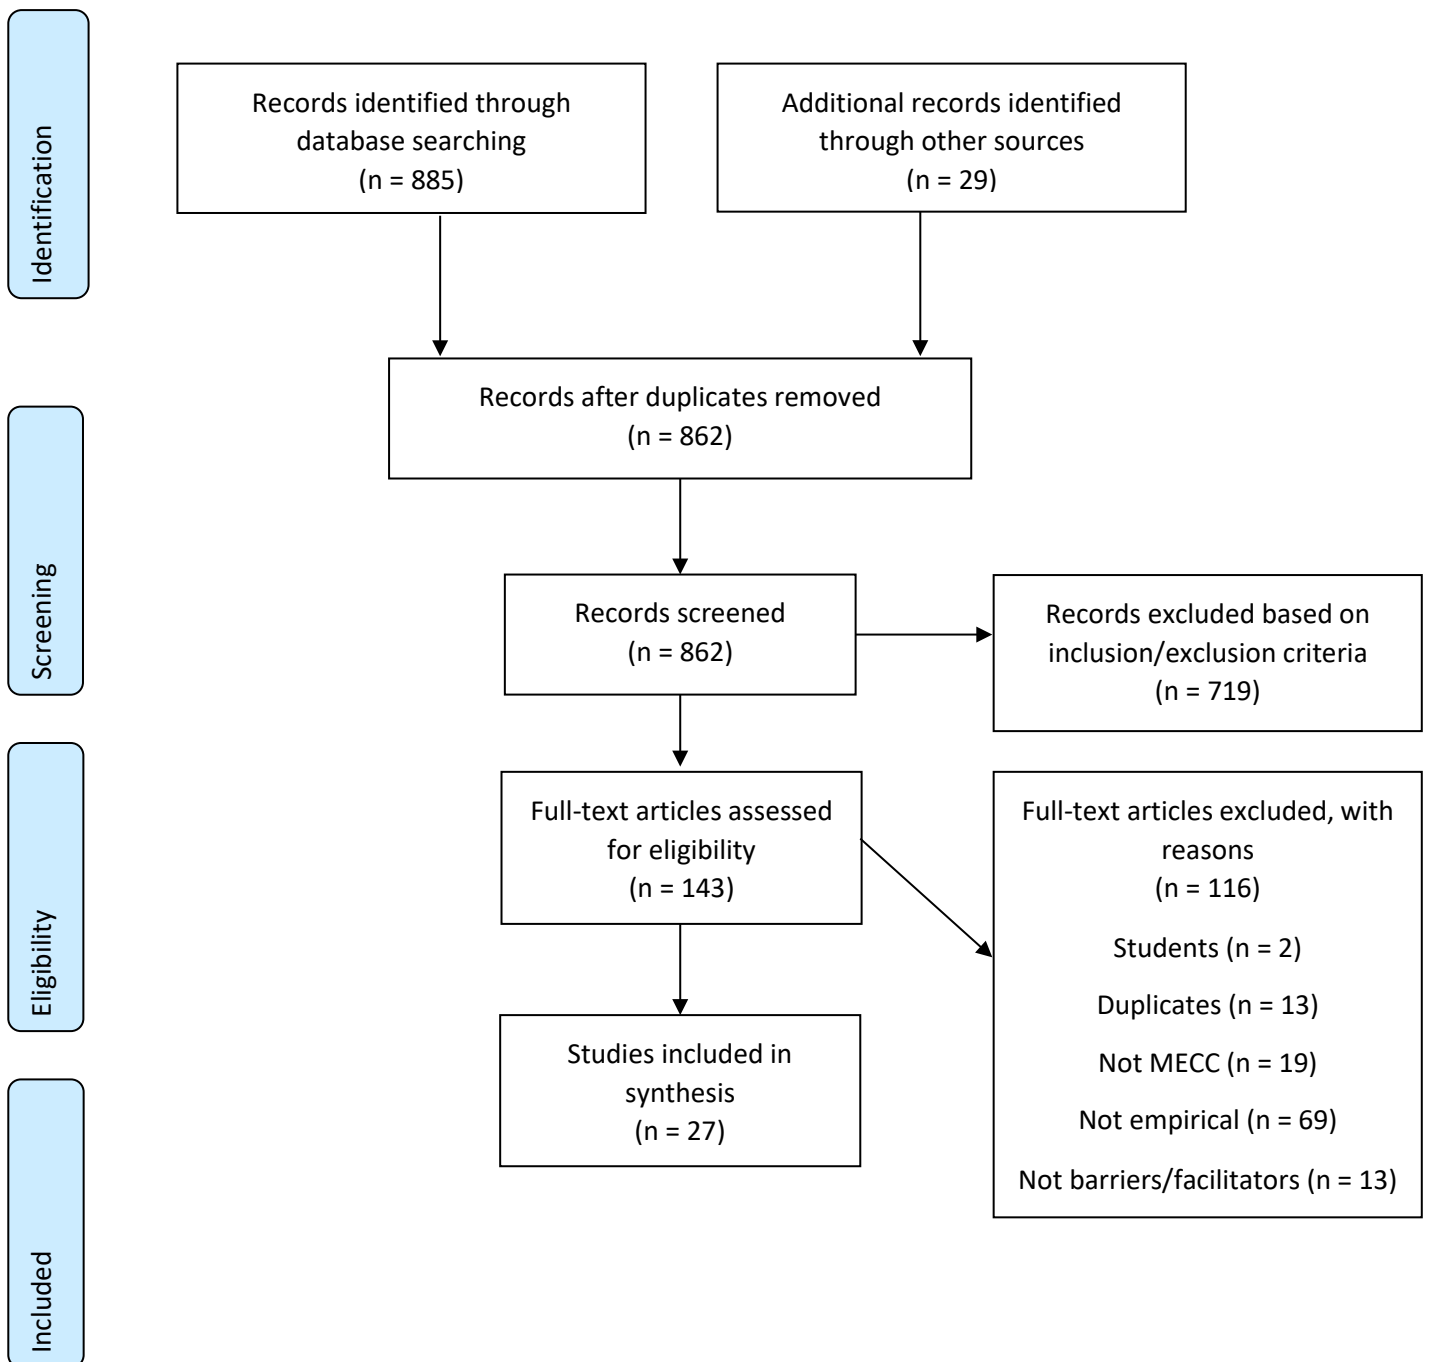 Identification
Records identified through
database searching
(n = 885)
Additional records identified
through other sources
(n = 29)
Records after duplicates removed
(n = 862)
Screening
Records screened
(n = 862)
Records excluded based on
inclusion/exclusion criteria
(n = 719)
Eligibility
Full-text articles assessed
for eligibility
(n = 143)
Full-text articles excluded, with
reasons
(n = 116)
Students (n = 2)
Duplicates (n = 13)
Not MECC (n = 19)
Not empirical (n = 69)
Not barriers/facilitators (n = 13)
Included
Studies included in
synthesis
(n = 27)